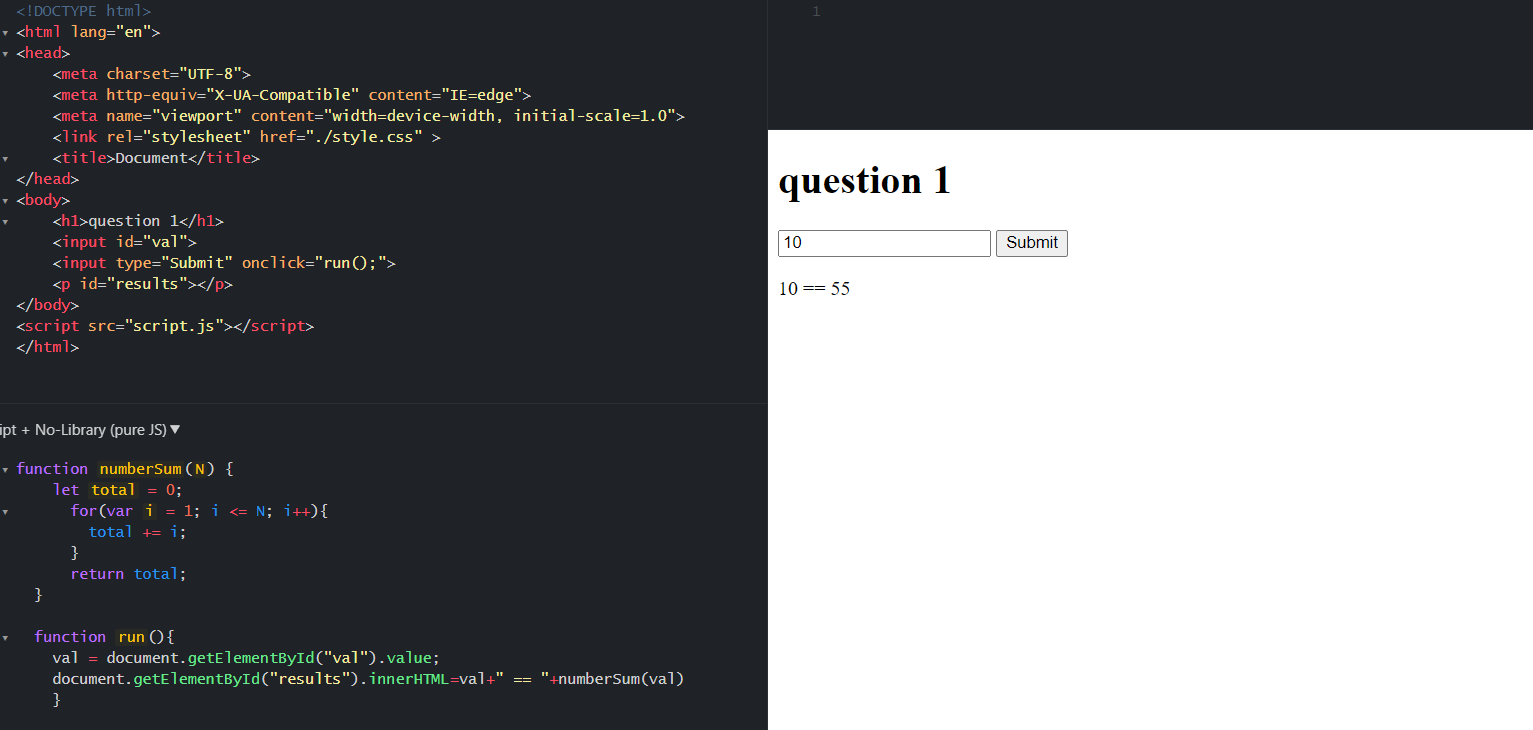 <!DOCTYPE html>
<html lang="en">
<head>
    <meta charset="UTF-8">
    <meta http-equiv="X-UA-Compatible" content="IE=edge">
    <meta name="viewport" content="width=device-width, initial-scale=1.0">
    <link rel="stylesheet" href="./style.css" >
    <title>Document</title>
</head>
<body>
    <h1>question 1</h1>
    <input id="val">
    <input type="Submit" onclick="run();">
    <p id="results"></p>
</body>
<script src="script.js"></script>
</html>
ipt + No-Library (pure JS) ▼
function numberSum(N) {
    let total = 0;
      for(var i = 1; i <= N; i++){
        total += i;
      }
      return total;
  }
  function run(){
    val = document.getElementById("val").value;
    document.getElementById("results").innerHTML=val+" == "+numberSum(val)
    }
1
question 1
10 Submit
10 == 55